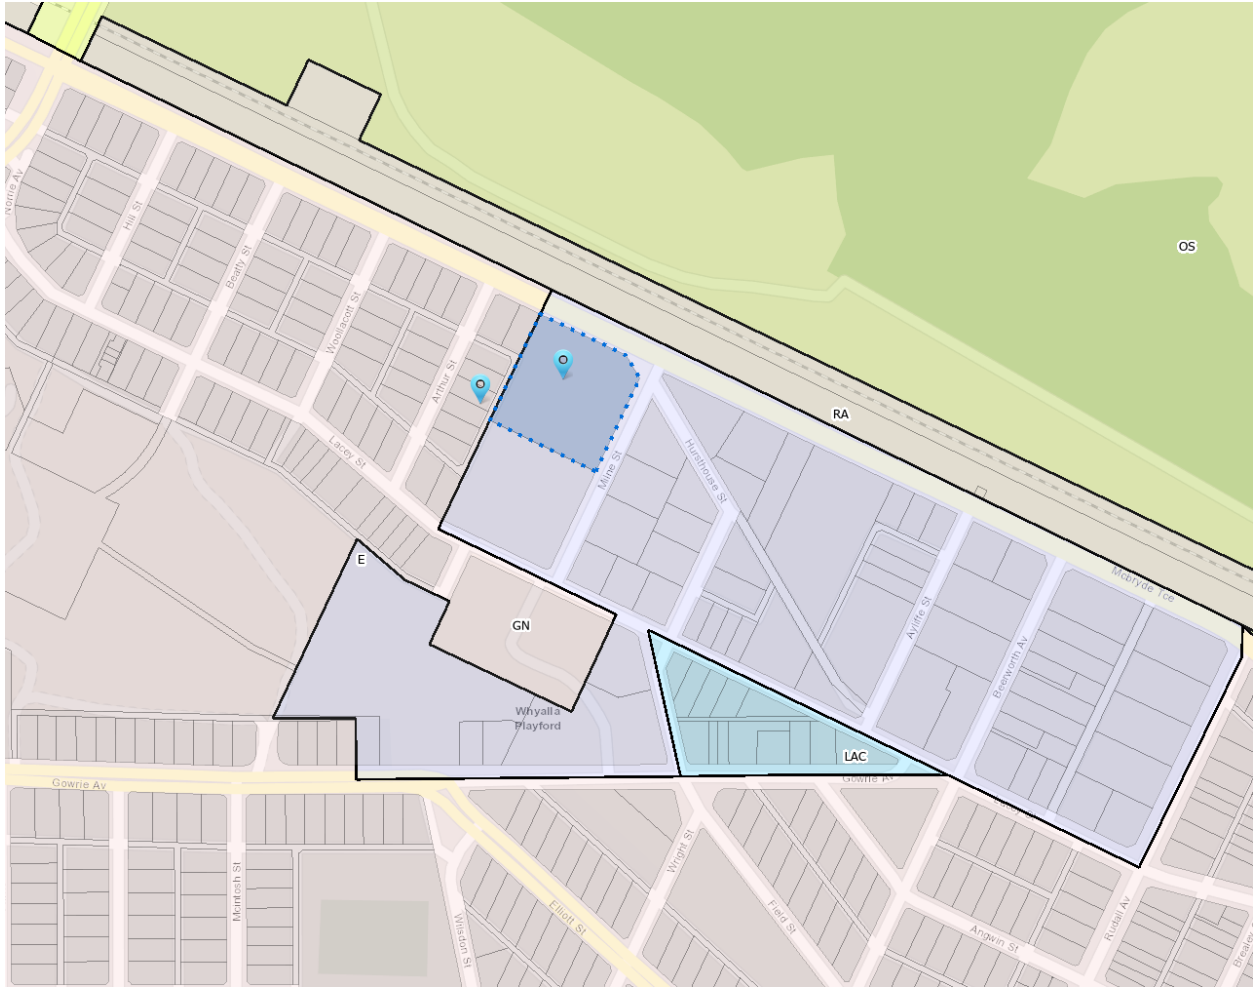 OS
Norrie Av
Hill St
Beatty St
Woollacott St
Arthur St
RA
Lacey St
Milne St
Hursthouse St
Mcbryde Tce
E
GN
Ayliffe St
Beerworth Av
Whyalla
Playford
LAC
Gowrie Av
Gowrie Av
Mcintosh St
Wilsdon St
Elliott St
Wright St
Field St
Angwin St
Rudall Av